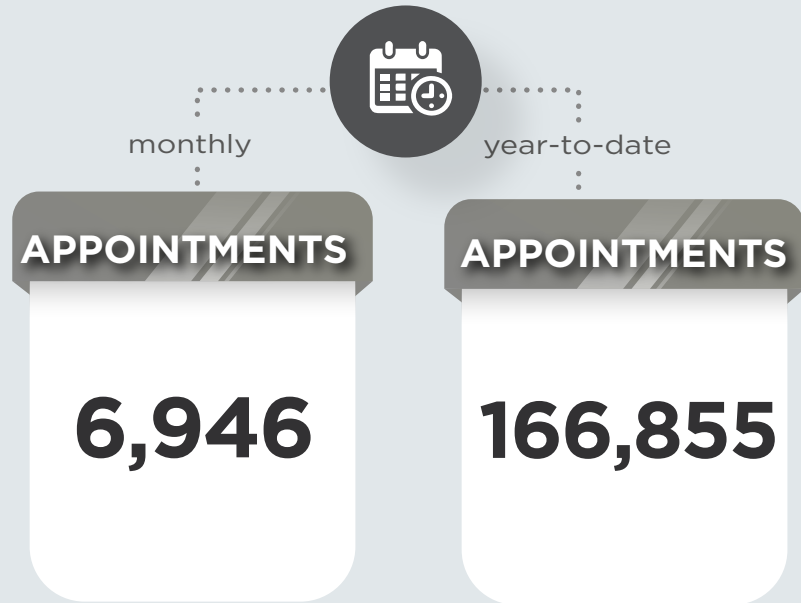 monthly
APPOINTMENTS
6,946
year-to-date
APPOINTMENTS
166,855